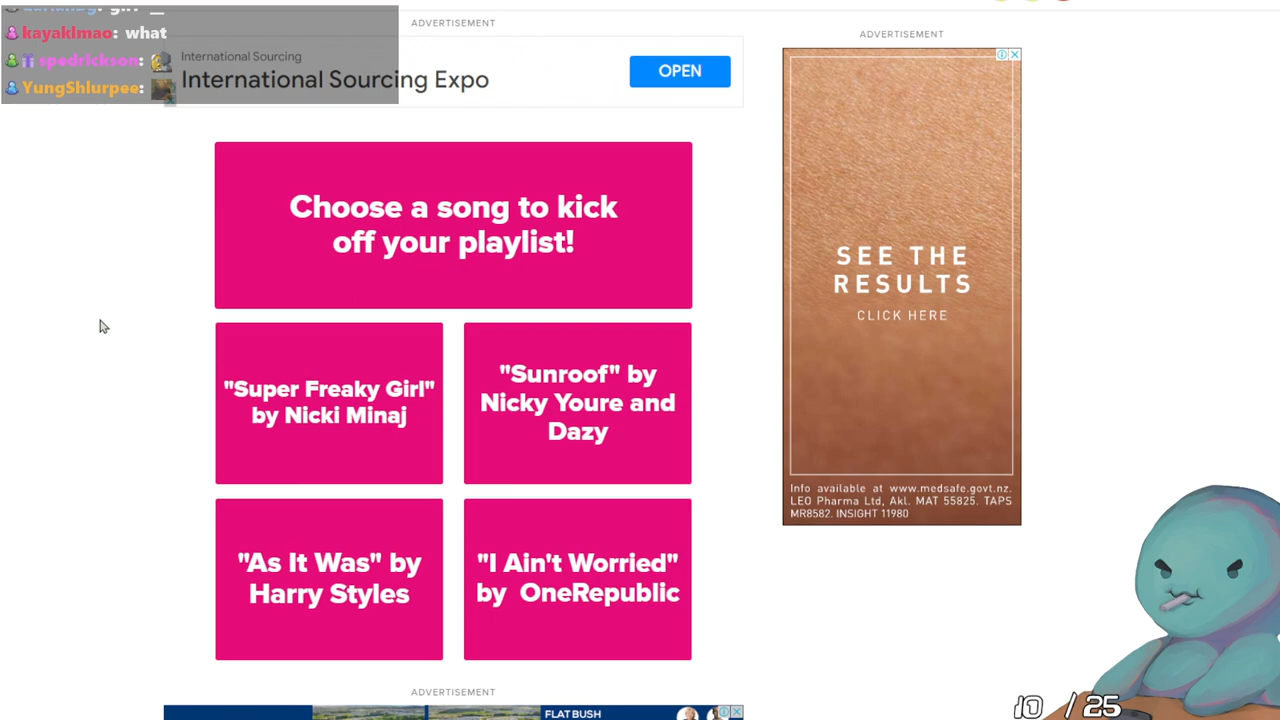 ADVERTISEMENT
kayaklmao: what
spedrickson:
YungShlurpee:
International Sourcing
International Sourcing Expo
OPEN
Choose a song to kick
off your playlist!
"Super Freaky Girl"
by Nicki Minaj
"Sunroof" by
Nicky Youre and
Dazy
"As It Was" by
Harry Styles
"I Ain't Worried"
by OneRepublic
ADVERTISEMENT
FLAT BUSH
ADVERTISEMENT
SEE THE
RESULTS
CLICK HERE
Info available at www.medsafe.govt.nz.
LEO Pharma Ltd, Akl. MAT 55825. TAPS
MR8582. INSIGHT 11980
10 / 25